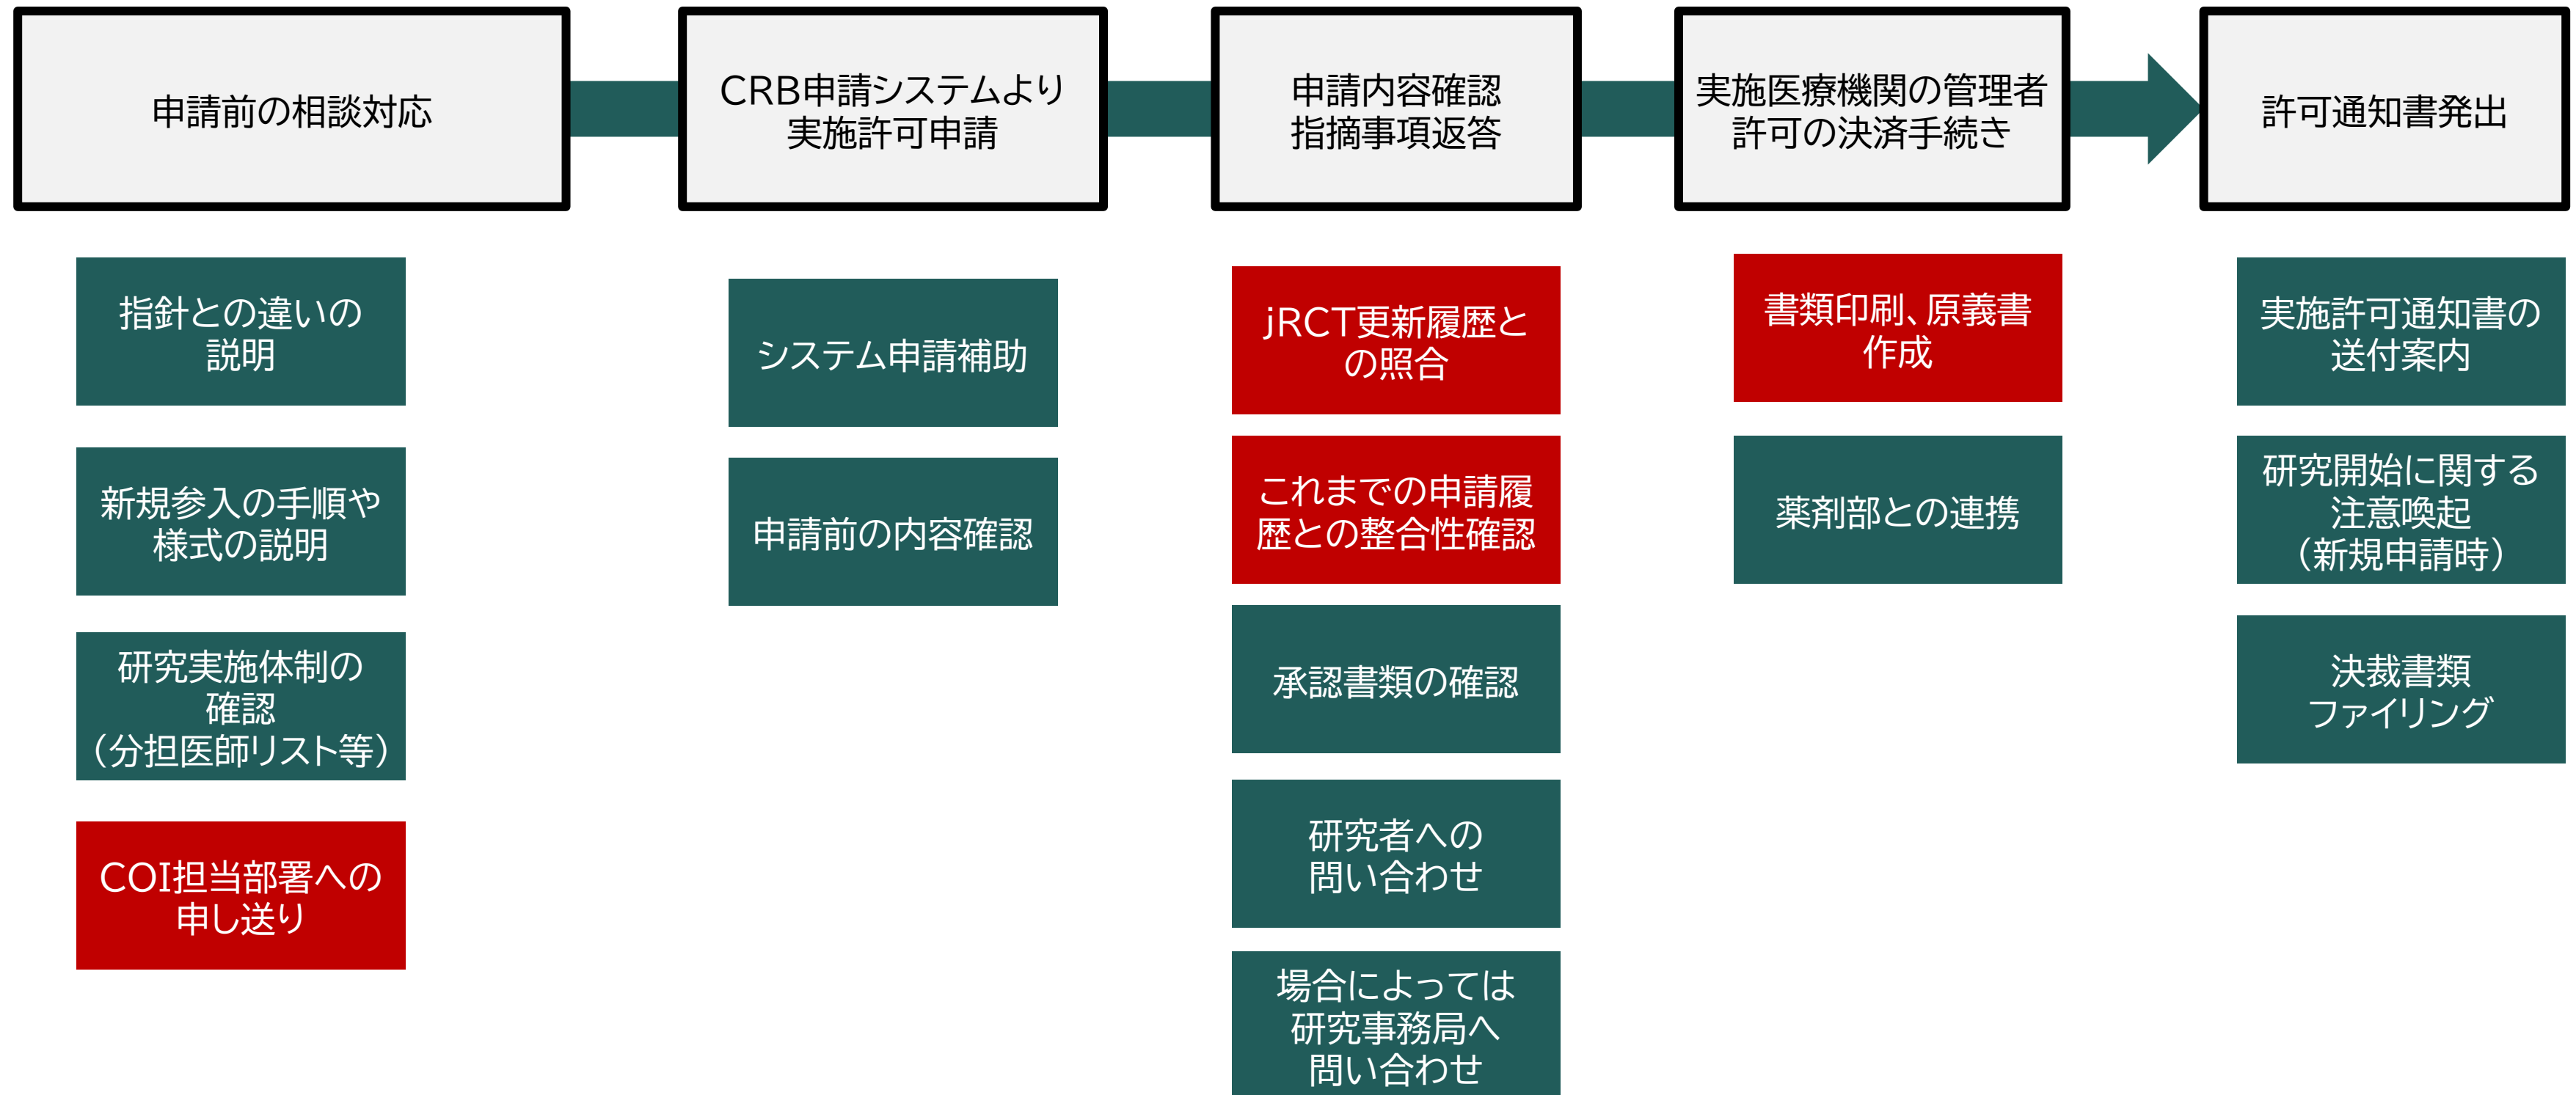 申請前の相談対応
CRB申請システムより
実施許可申請
申請内容確認
指摘事項返答
実施医療機関の管理者
許可の決済手続き
許可通知書発出
指針との違いの
説明
新規参入の手順や
様式の説明
研究実施体制の
確認
（分担医師リスト等）
COI担当部署への
申し送り
システム申請補助
申請前の内容確認
jRCT更新履歴と
の照合
これまでの申請履
歴との整合性確認
承認書類の確認
研究者への
問い合わせ
場合によっては
研究事務局へ
問い合わせ
書類印刷、原義書
作成
薬剤部との連携
実施許可通知書の
送付案内
研究開始に関する
注意喚起
（新規申請時）
決裁書類
ファイリング